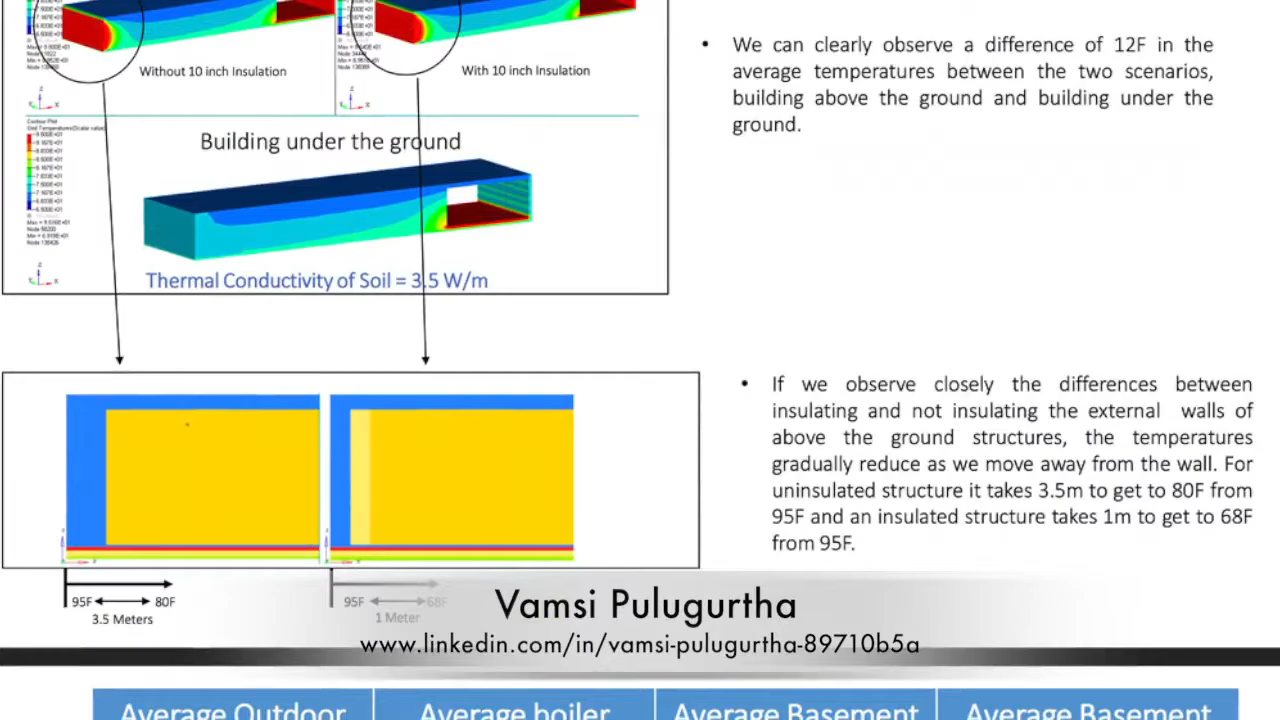 Without 10 inch Insulation
With 10 inch Insulation
Contour Plot
Grid Temperatures(Scalar value)
Building under the ground
Thermal Conductivity of Soil = 3.5 W/m
• We can clearly observe a difference of 12F in the
average temperatures between the two scenarios,
building above the ground and building under the
ground.
• If we observe closely the differences between
insulating and not insulating the external walls of
above the ground structures, the temperatures
gradually reduce as we move away from the wall. For
uninsulated structure it takes 3.5m to get to 80F from
95F and an insulated structure takes 1m to get to 68F
from 95F.
95F 80F
3.5 Meters
95F 68F
1 Meter
Vamsi Pulugurtha
www.linkedin.com/in/vamsi-pulugurtha-89710b5a
Average Outdoor
Average boiler
Average Basement
Average Basement